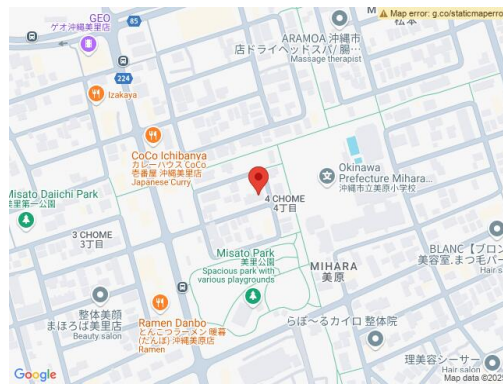 GEO
ゲオ沖縄美里店
85
Map error: g.co/staticmaperro
ARAMOA 沖縄市
店ドライヘッドスパ/ 腸…
Massage therapist
224
Izakaya
CoCo Ichibanya
カレーハウス CoCo
壱番屋 沖縄美里店
Japanese Curry
Okinawa
Prefecture Mihara...
沖縄市立美原小学校
Misato Daiichi Park
美里第一公園
4 CHOME
4丁目
3 CHOME
3丁目
Misato Park
美里公園
Spacious park with
various playgrounds
MIHARA
美原
BLANC【ブロン
美容室.まつ毛パー
Hair s
整体美顔
まほろば美里店
Beauty salon
Ramen Danbo
とんこつラーメン 暖暮
(だんぼ) 沖縄美原店
Ramen
らぽ~るカイロ 整体院
理美容シーサー
Hair salon
Google
Map data ©202